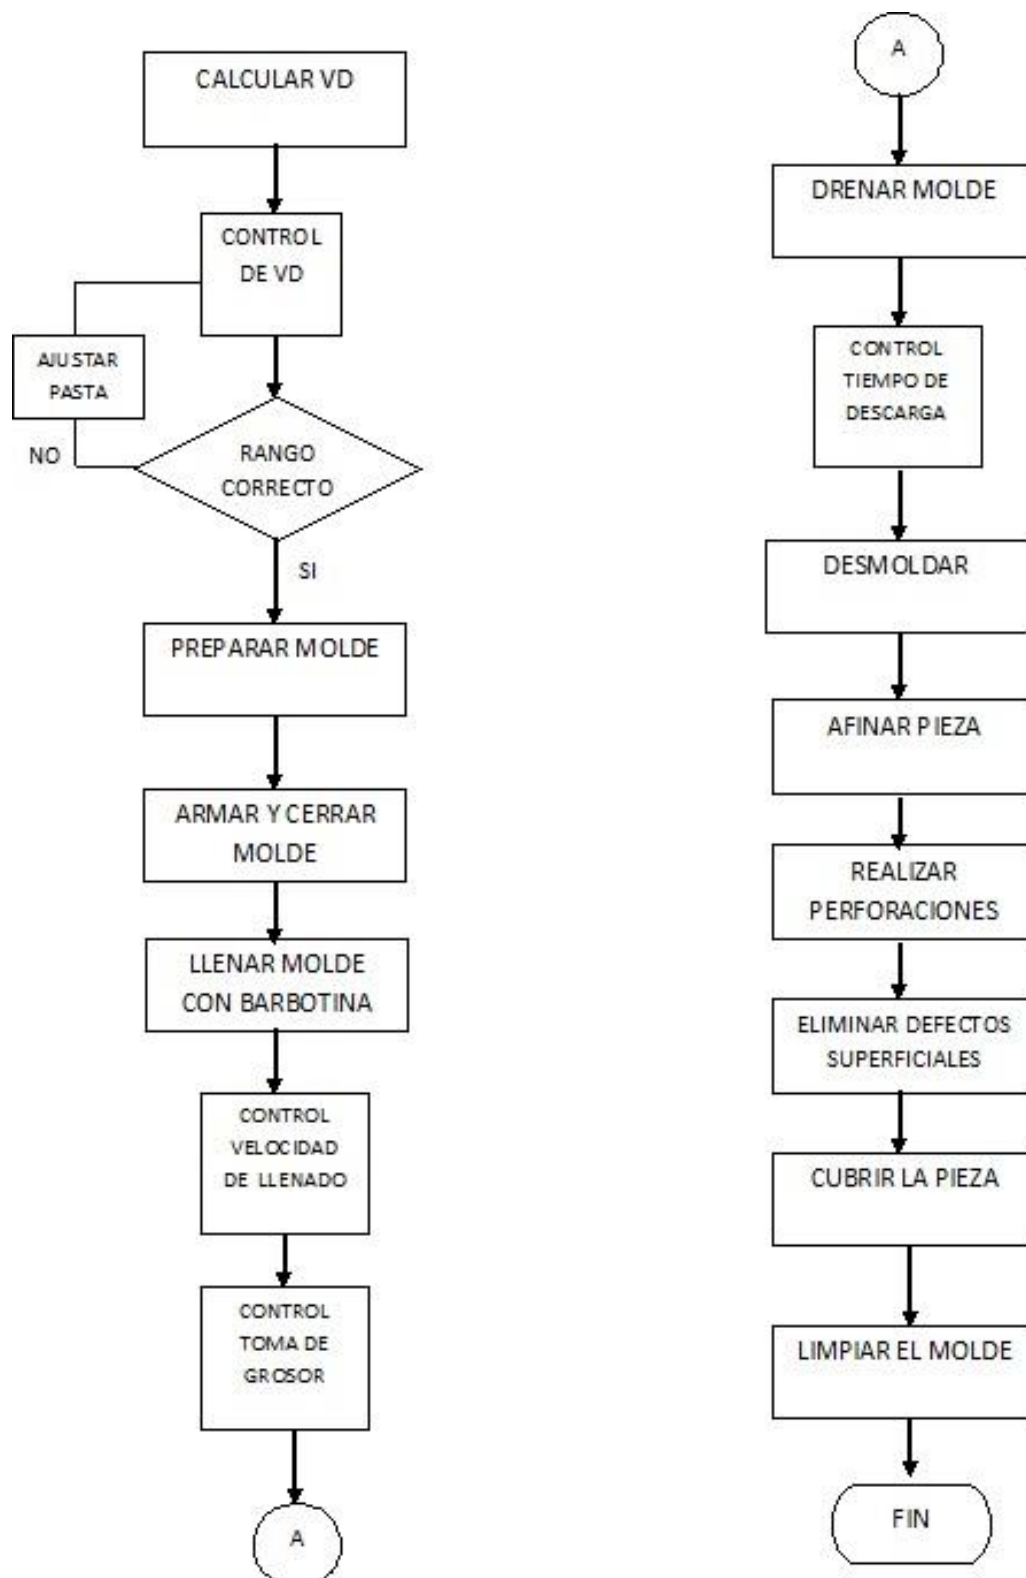 CALCULAR VD
CONTROL
DE VD
AJUSTAR
PASTA
NO
RANGO
CORRECTO
SI
PREPARAR MOLDE
ARMAR Y CERRAR
MOLDE
LLENAR MOLDE
CON BARBOTINA
CONTROL
VELOCIDAD
DE LLENADO
CONTROL
TOMA DE
GROSOR
A
A
DRENAR MOLDE
CONTROL
TIEMPO DE
DESCARGA
DESMOLDAR
AFINAR PIEZA
REALIZAR
PERFORACIONES
ELIMINAR DEFECTOS
SUPERFICIALES
CUBRIR LA PIEZA
LIMPIAR EL MOLDE
FIN